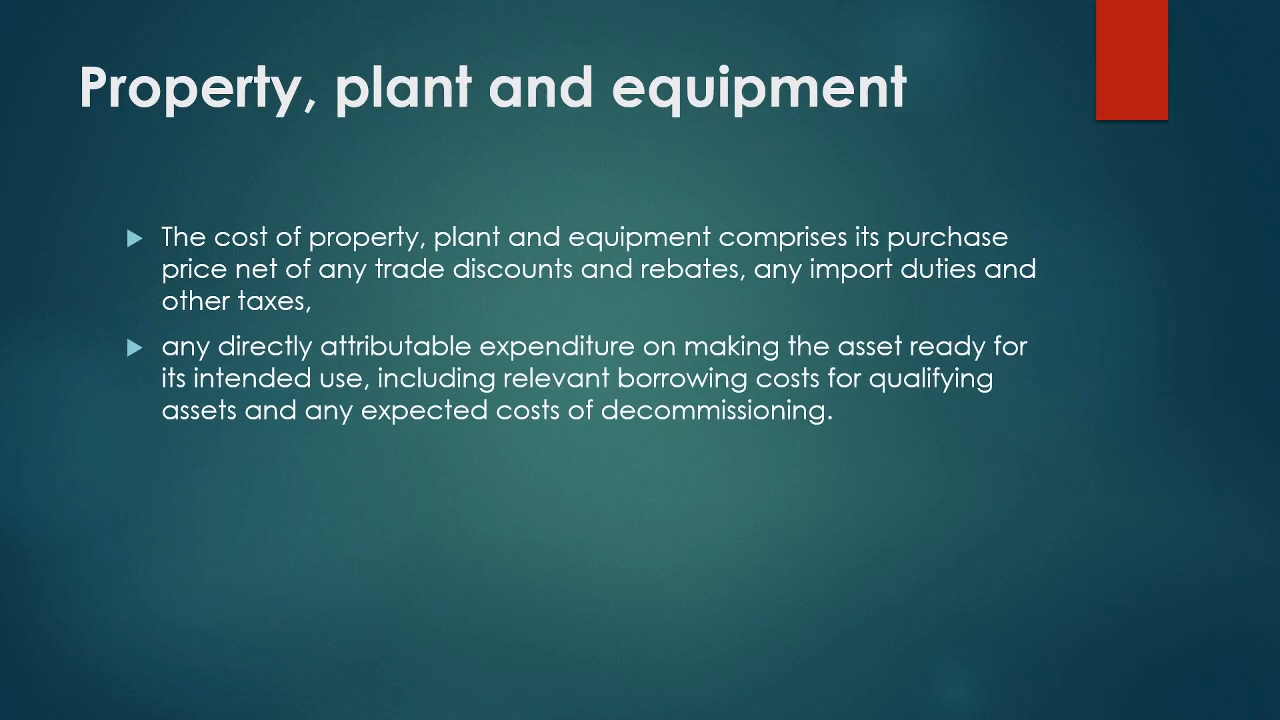 Property, plant and equipment
The cost of property, plant and equipment comprises its purchase
price net of any trade discounts and rebates, any import duties and
other taxes,
any directly attributable expenditure on making the asset ready for
its intended use, including relevant borrowing costs for qualifying
assets and any expected costs of decommissioning.